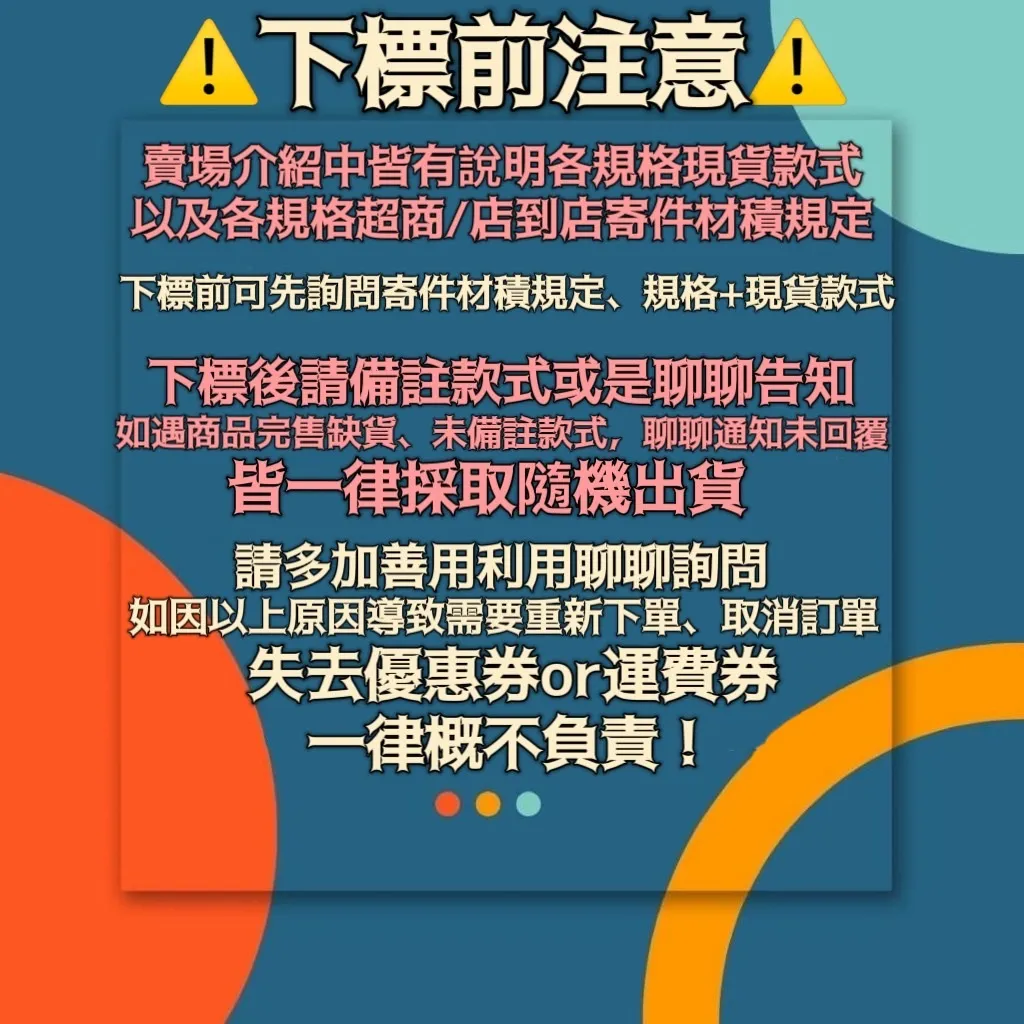 ⚠️下標前注意⚠️
賣場介紹中皆有說明各規格現貨款式
以及各規格超商/店到店寄件材積規定
下標前可先詢問寄件材積規定、規格+現貨款式
下標後請備註款式或是聊聊告知
如遇商品完售缺貨、未備註款式，聊聊通知未回覆
皆一律採取隨機出貨
請多加善用利用聊聊詢問
如因以上原因導致需要重新下單、取消訂單
失去優惠券or運費券
一律概不負責！